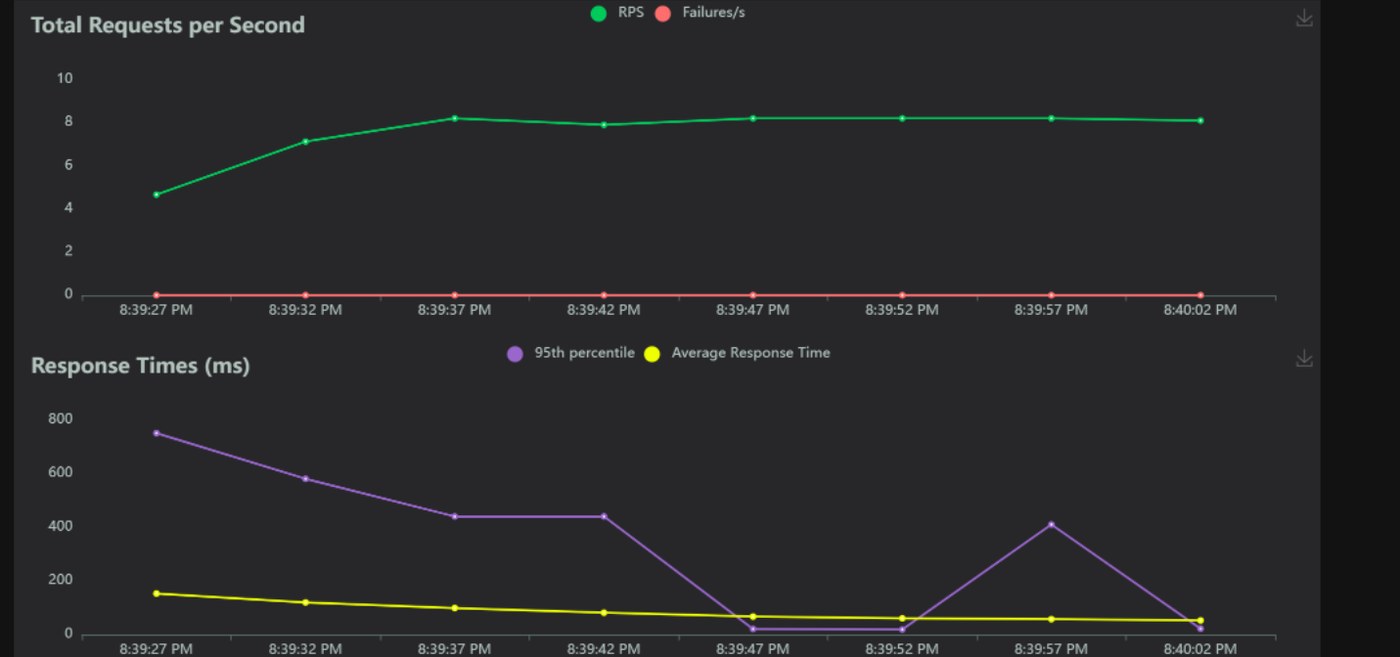 Total Requests per Second
RPS Failures/s
10
8
6
4
2
0
8:39:27 PM 8:39:32 PM 8:39:37 PM 8:39:42 PM 8:39:47 PM 8:39:52 PM 8:39:57 PM 8:40:02 PM
Response Times (ms)
95th percentile Average Response Time
800
600
400
200
0
8:39:27 PM 8:39:32 PM 8:39:37 PM 8:39:42 PM 8:39:47 PM 8:39:52 PM 8:39:57 PM 8:40:02 PM